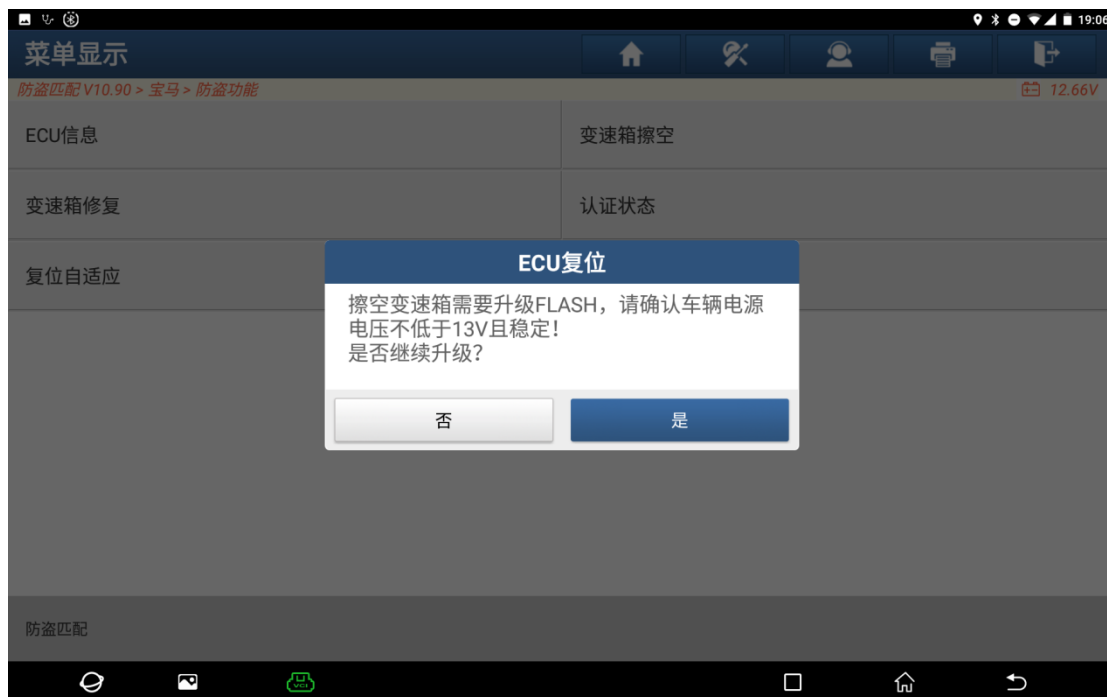 19:06
菜单显示
防盗匹配 V10.90 > 宝马 > 防盗功能
12.66V
ECU信息
变速箱擦空
变速箱修复
认证状态
复位自适应
ECU复位
擦空变速箱需要升级FLASH，请确认车辆电源
电压不低于13V且稳定！
是否继续升级？
否
是
防盗匹配
VCI